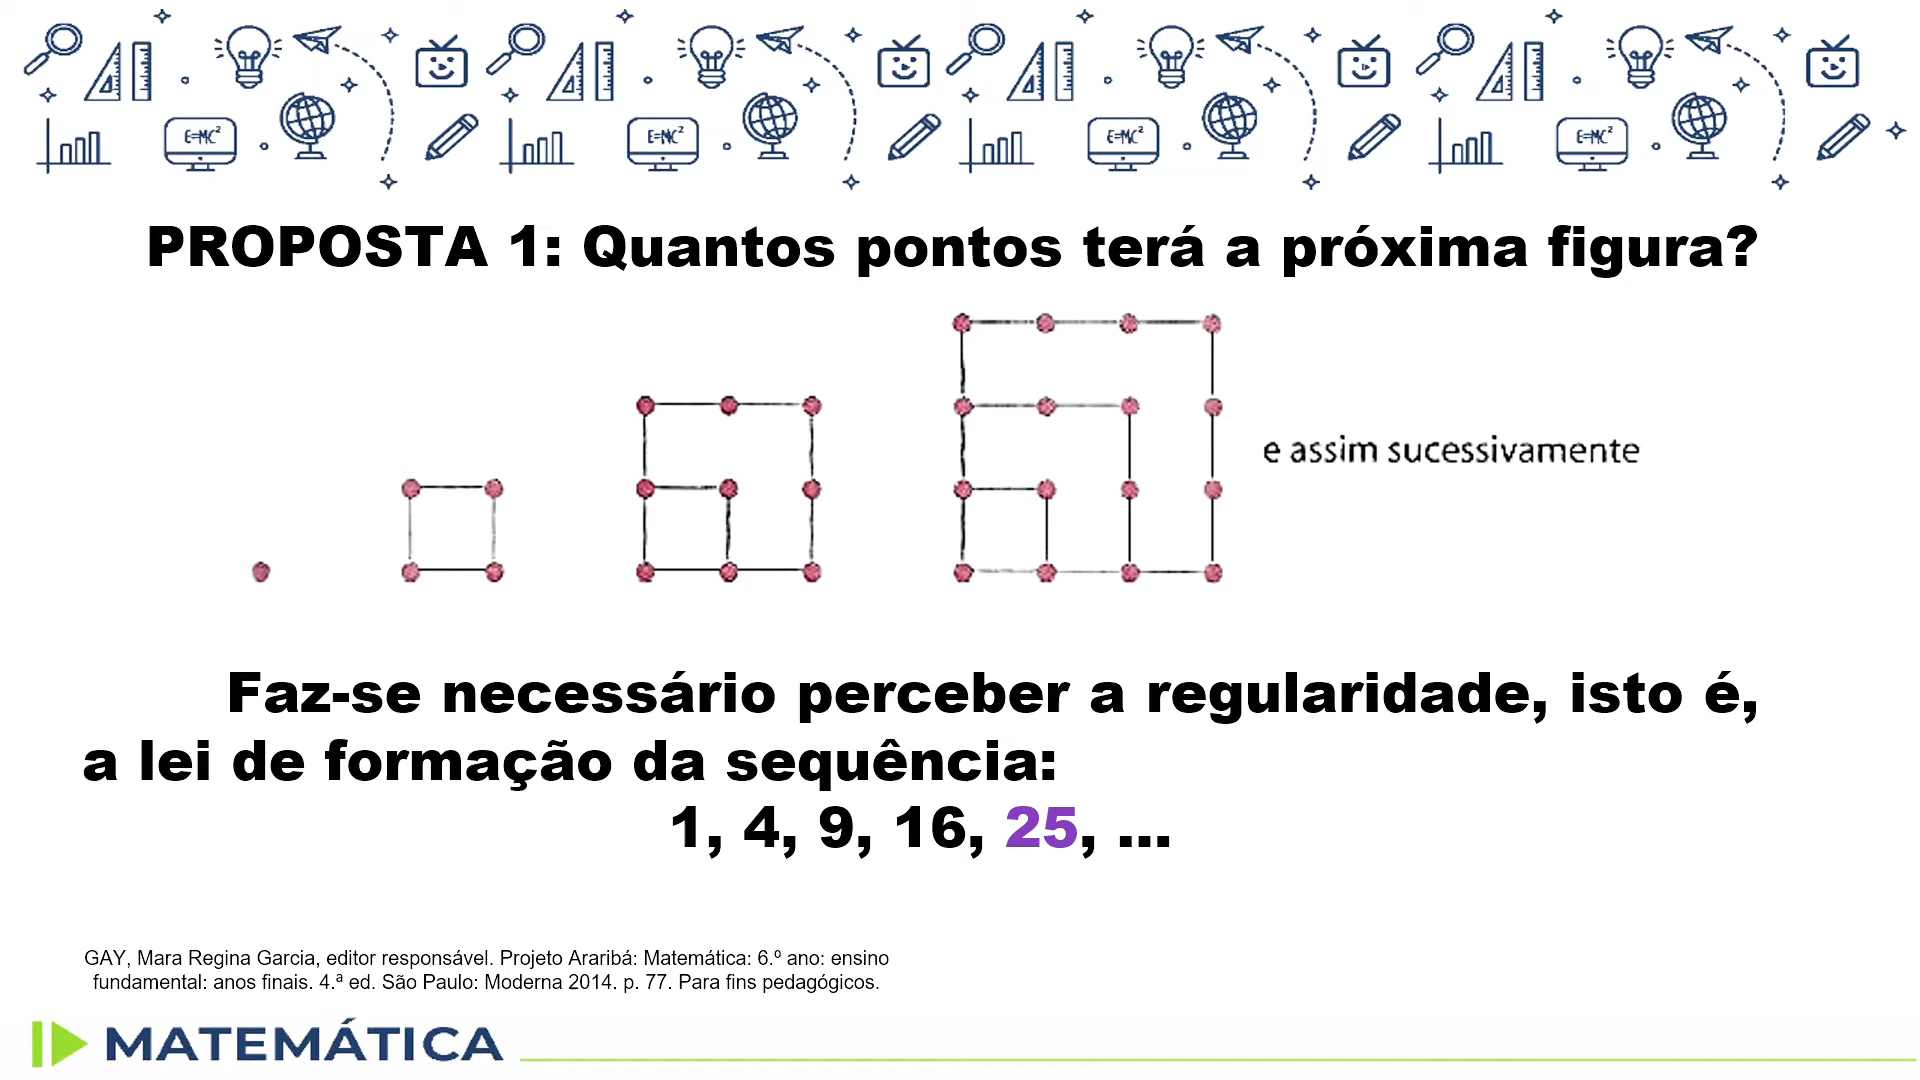 E=MC²
E=MC²
E=MC²
E=MC²
PROPOSTA 1: Quantos pontos terá a próxima figura?
e assim sucessivamente
Faz-se necessário perceber a regularidade, isto é,
a lei de formação da sequência:
1, 4, 9, 16, 25, ...
GAY, Mara Regina Garcia, editor responsável. Projeto Araribá: Matemática: 6.º ano: ensino
fundamental: anos finais. 4.ª ed. São Paulo: Moderna 2014. p. 77. Para fins pedagógicos.
MATEMÁTICA